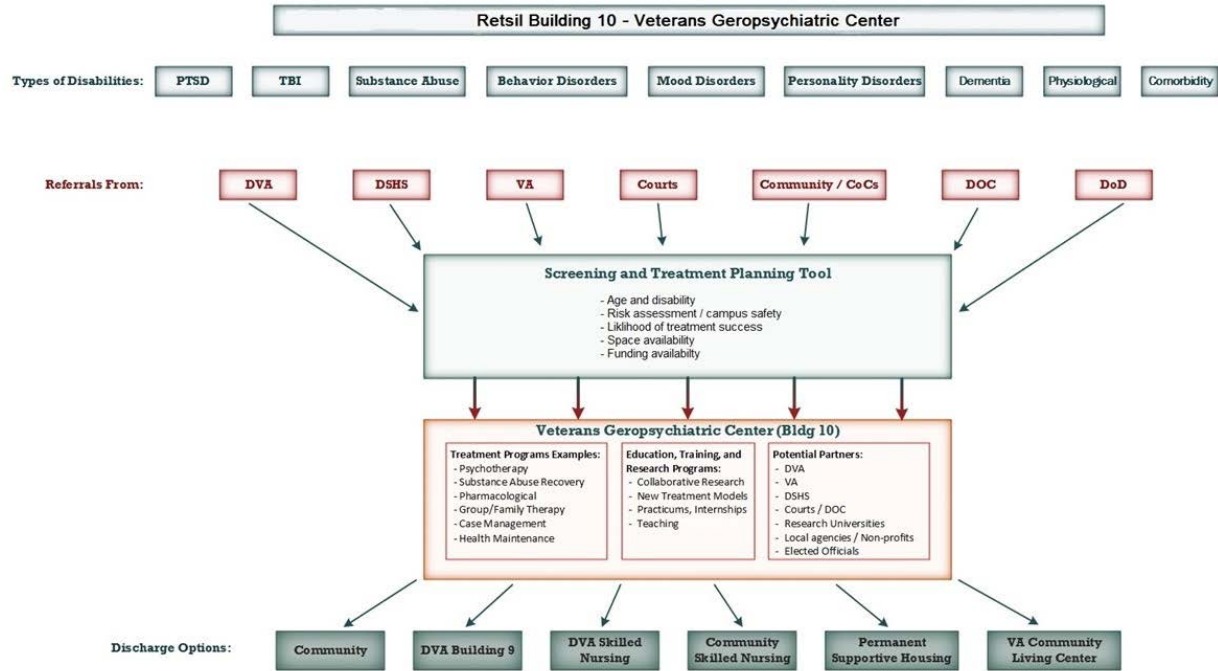 Retsil Building 10 - Veterans Geropsychiatric Center
Types of Disabilities:
PTSD
TBI
Substance Abuse
Behavior Disorders
Mood Disorders
Personality Disorders
Dementia
Physiological
Comorbidity
Referrals From:
DVA
DSHS
VA
Courts
Community / CoCs
DOC
DoD
Screening and Treatment Planning Tool
- Age and disability
- Risk assessment / campus safety
- Liklihood of treatment success
- Space availability
- Funding availabilty
Veterans Geropsychiatric Center (Bldg 10)
Treatment Programs Examples:
- Psychotherapy
- Substance Abuse Recovery
- Pharmacological
- Group/Family Therapy
- Case Management
- Health Maintenance
Education, Training, and
Research Programs:
- Collaborative Research
- New Treatment Models
- Practicums, Internships
- Teaching
Potential Partners:
- DVA
- VA
- DSHS
- Courts / DOC
- Research Universities
- Local agencies / Non-profits
- Elected Officials
Discharge Options:
Community
DVA Building 9
DVA Skilled
Nursing
Community
Skilled Nursing
Permanent
Supportive Housing
VA Community
Living Center